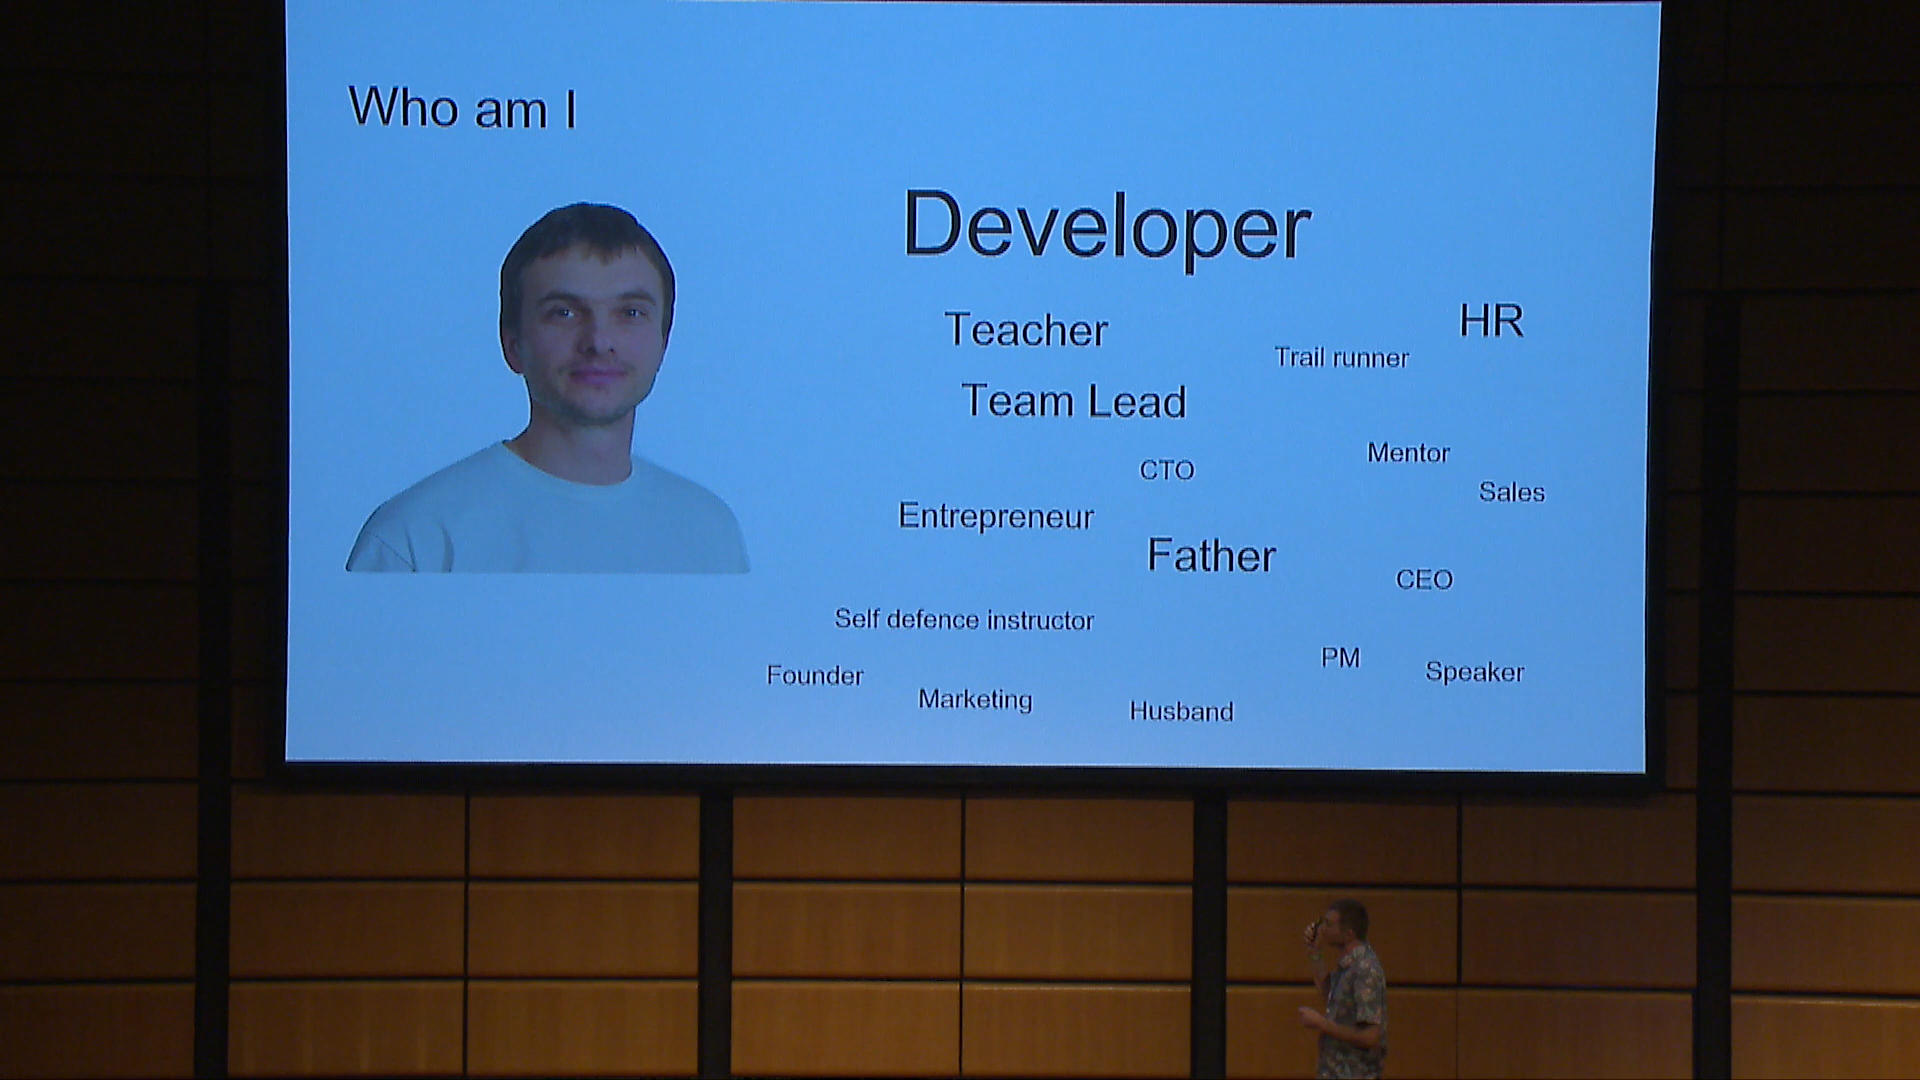 Who am I
Developer
Teacher
HR
Trail runner
Team Lead
Mentor
CTO
Sales
Entrepreneur
Father
CEO
Self defence instructor
PM
Speaker
Founder
Marketing
Husband